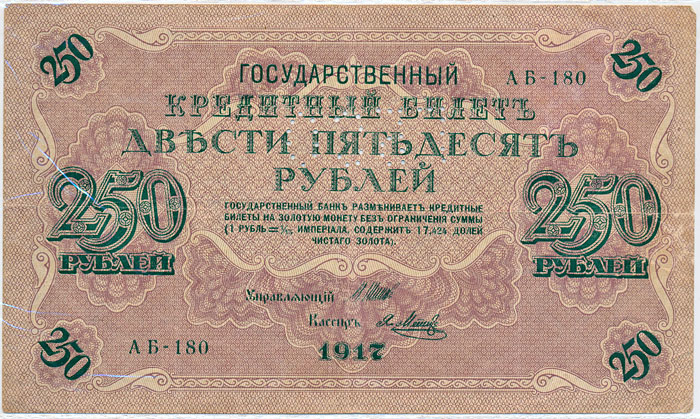 250
250
ГОСУДАРСТВЕННЫЙ
АБ-180
КРЕДИТНЫЙ БИЛЕТЪ
ДВѢСТИ ПЯТЬДЕСЯТЪ
РУБЛЕЙ
250
РУБЛЕЙ
250
РУБЛЕЙ
ГОСУДАРСТВЕННЫЙ БАНКЪ РАЗМѢНИВАЕТЪ КРЕДИТНЫЕ
БИЛЕТЫ НА ЗОЛОТУЮ МОНЕТУ БЕЗЪ ОГРАНИЧЕНІЯ СУММЫ
(1 РУБЛЬ = 1/15 ИМПЕРІАЛА, СОДЕРЖИТЪ 17,424 ДОЛЕЙ
ЧИСТАГО ЗОЛОТА).
Управляющій
Кассиръ
АБ-180
1917
250
250